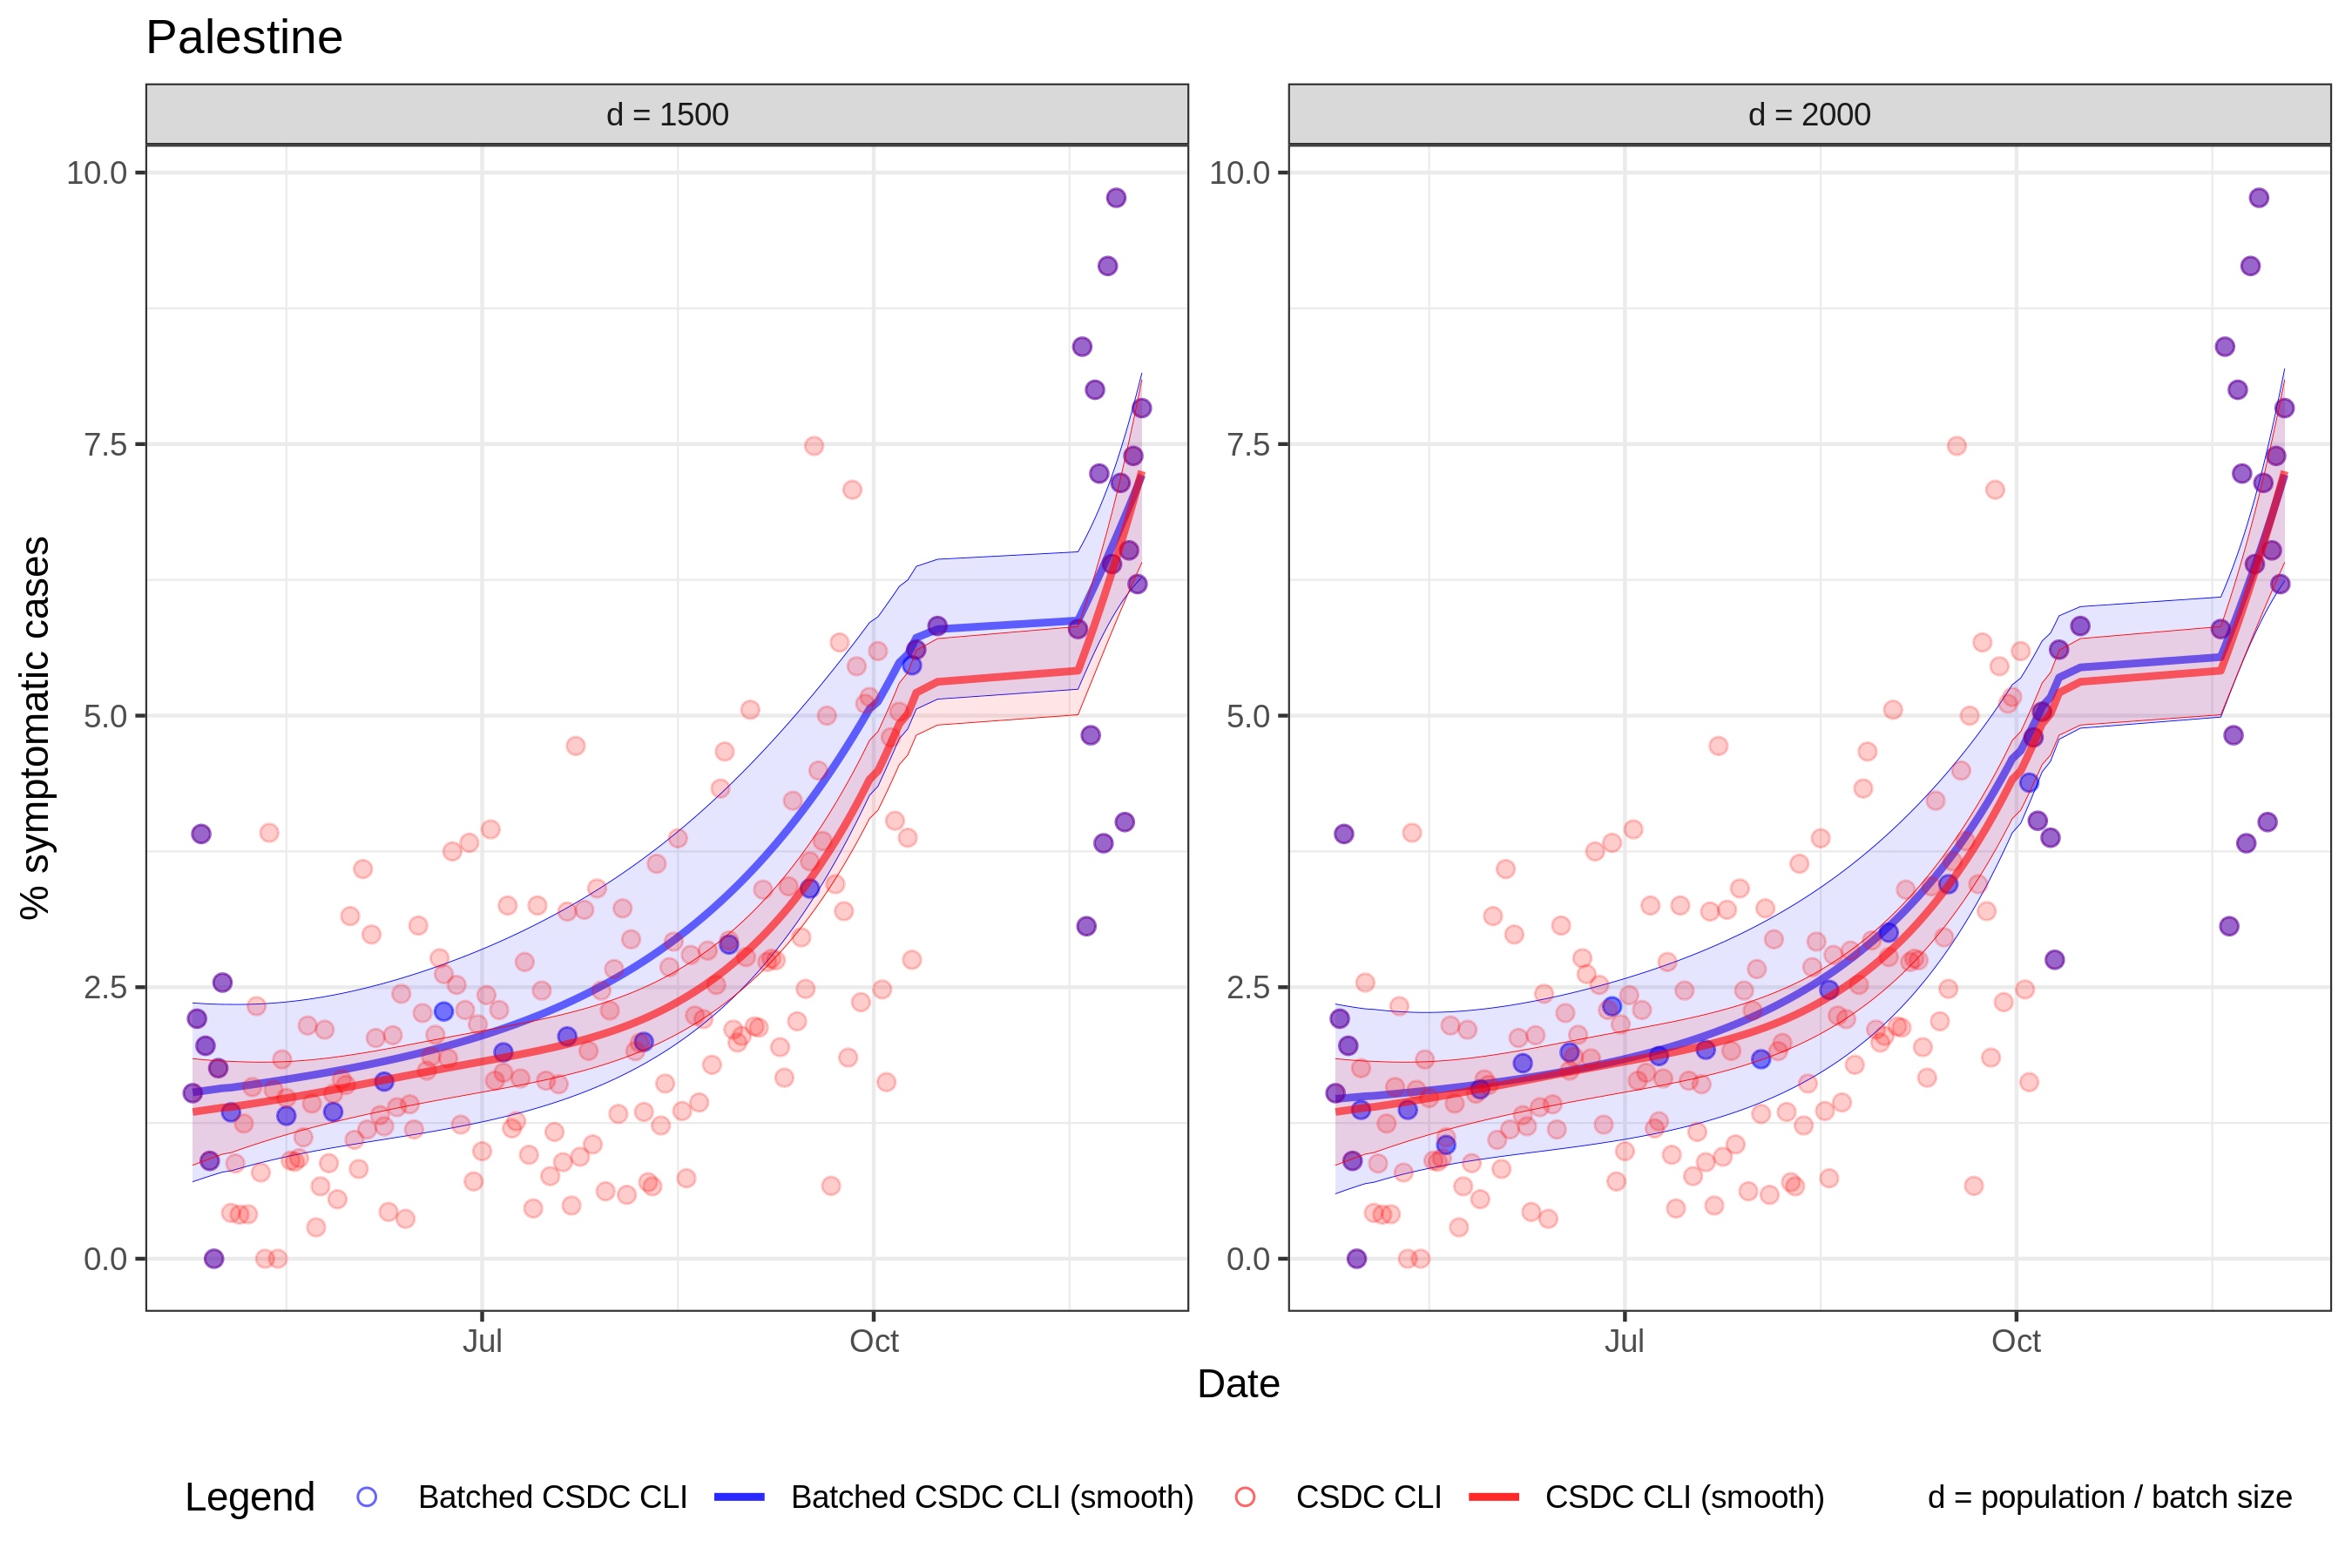 Palestine
d = 1500
d = 2000
% symptomatic cases
10.0
7.5
5.0
2.5
0.0
10.0
7.5
5.0
2.5
0.0
Jul
Oct
Jul
Oct
Date
Legend Batched CSDC CLI Batched CSDC CLI (smooth) CSDC CLI CSDC CLI (smooth) d = population / batch size